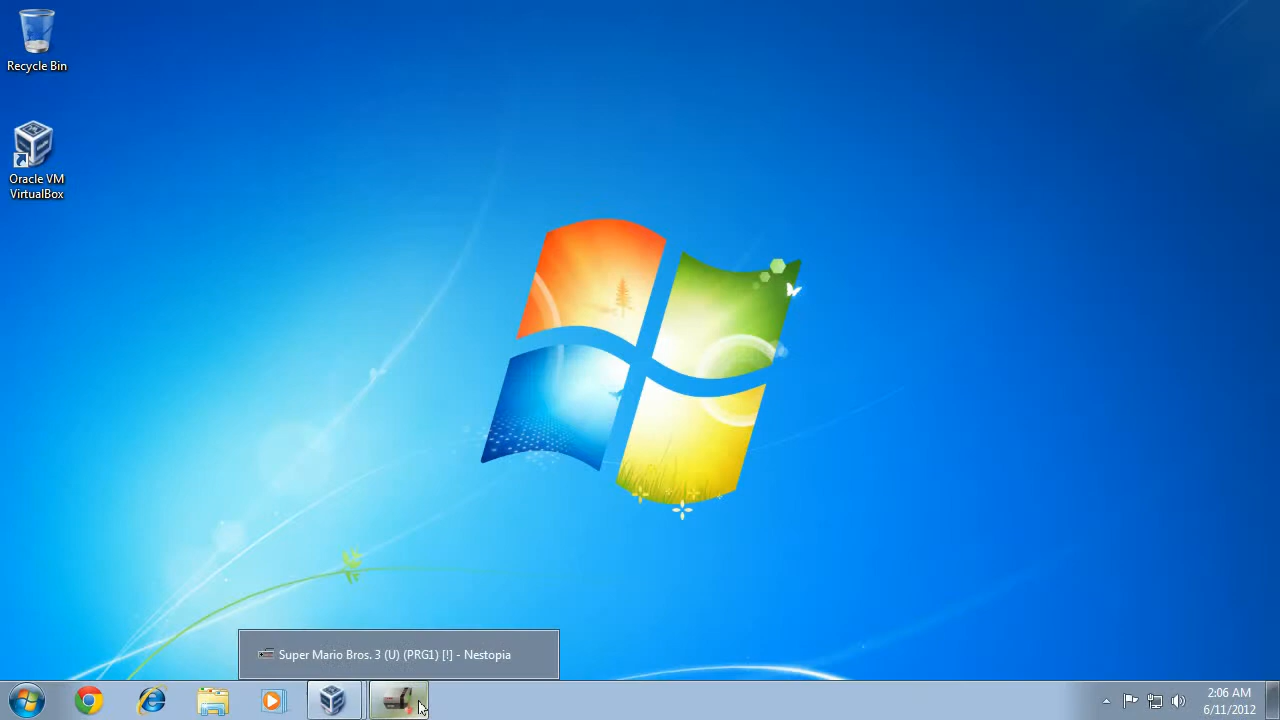 Recycle Bin
Oracle VM
VirtualBox
Super Mario Bros. 3 (U) (PRG1) [!] - Nestopia
2:06 AM
6/11/2012